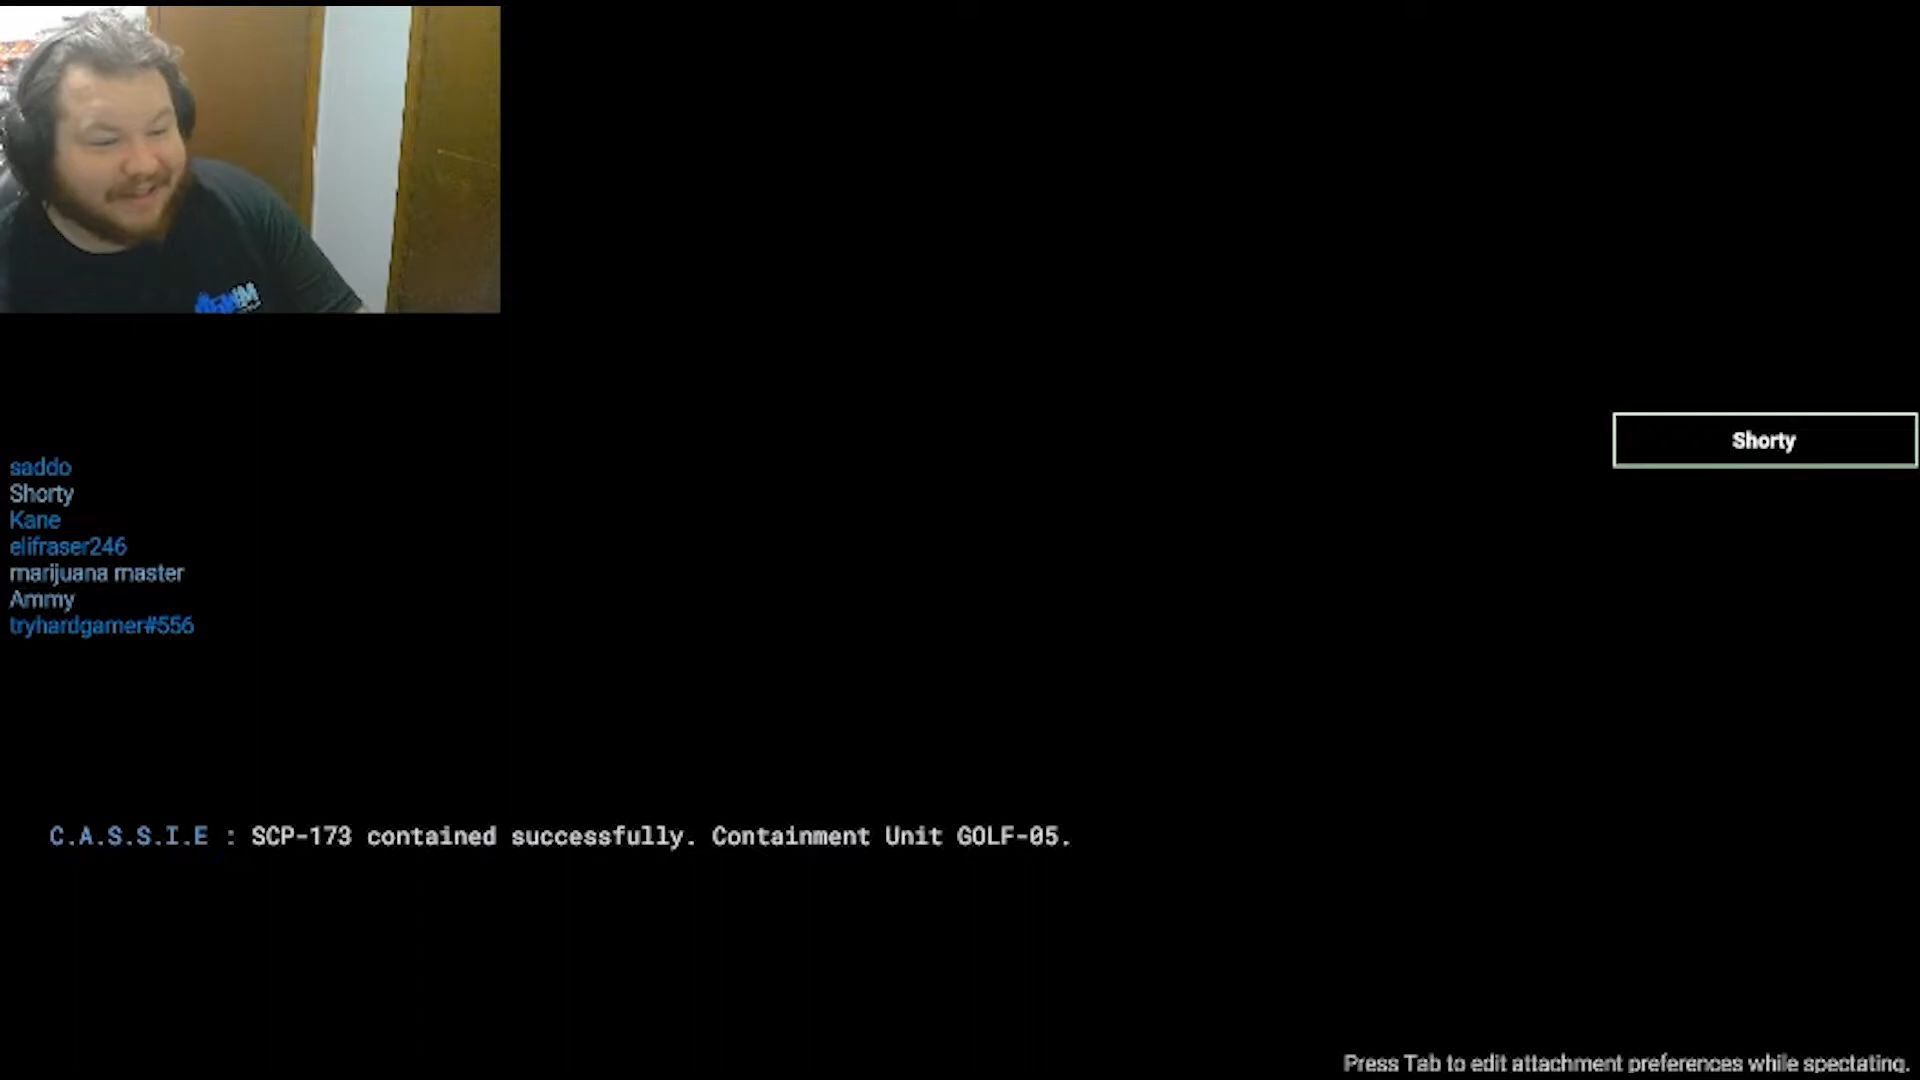 saddo
Shorty
Kane
elifraser246
marijuana master
Ammy
tryhardgamer#556
Shorty
C.A.S.S.I.E : SCP-173 contained successfully. Containment Unit GOLF-05.
Press Tab to edit attachment preferences while spectating.